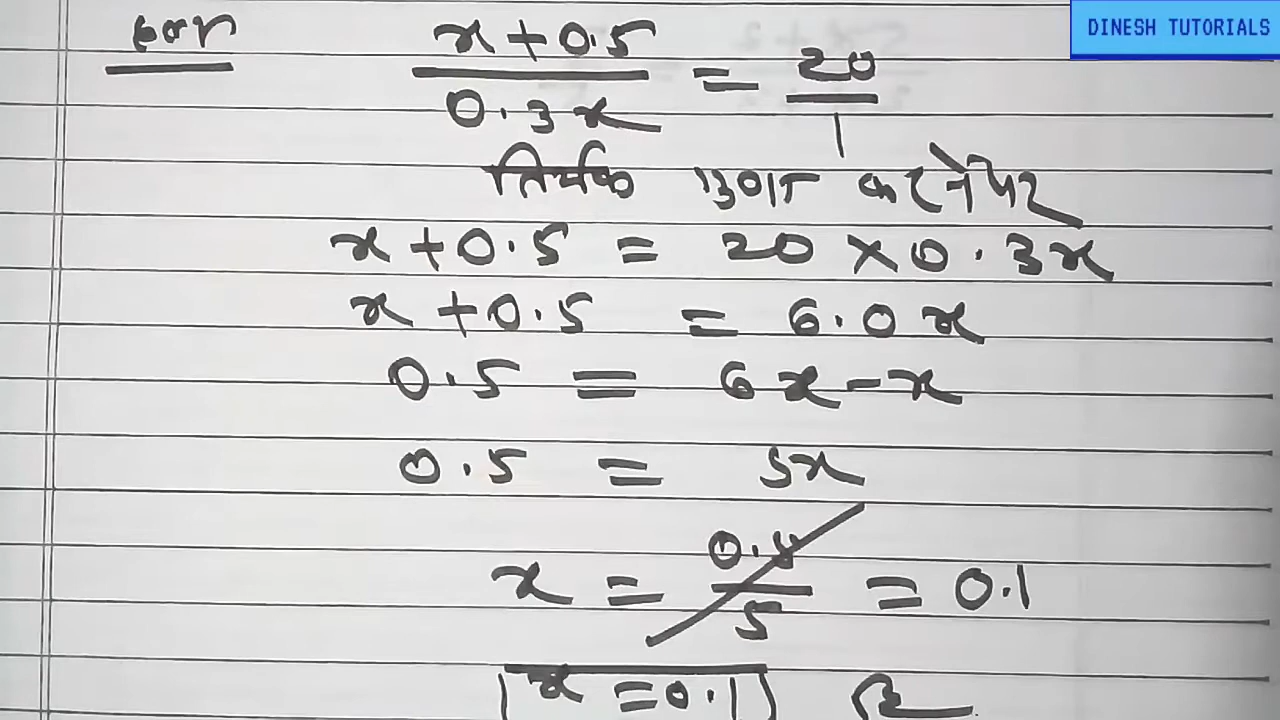 DINESH TUTORIALS
हल
x + 0.5 / 0.3x = 20 / 1
तिर्यक गुणा करने पर
x + 0.5 = 20 × 0.3x
x + 0.5 = 6.0x
0.5 = 6x - x
0.5 = 5x
x = 0.5 / 5 = 0.1
x = 0.1